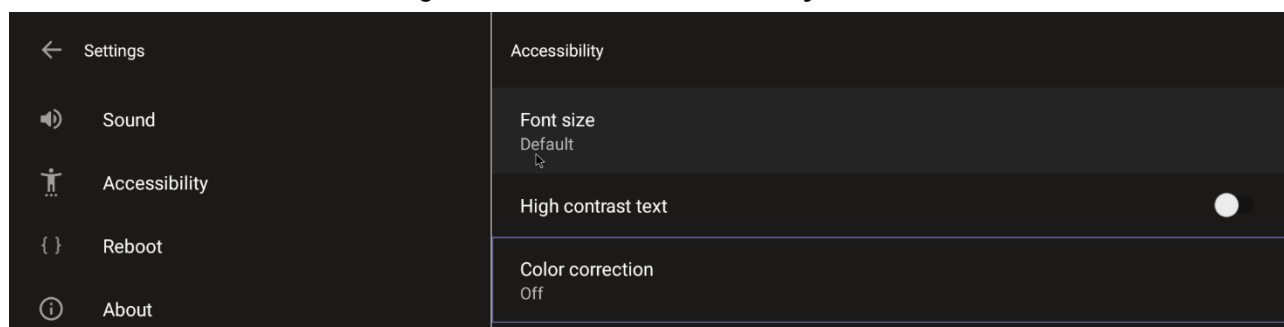 Settings
Sound
Accessibility
{ } Reboot
About
Accessibility
Font size
Default
High contrast text
Color correction
Off